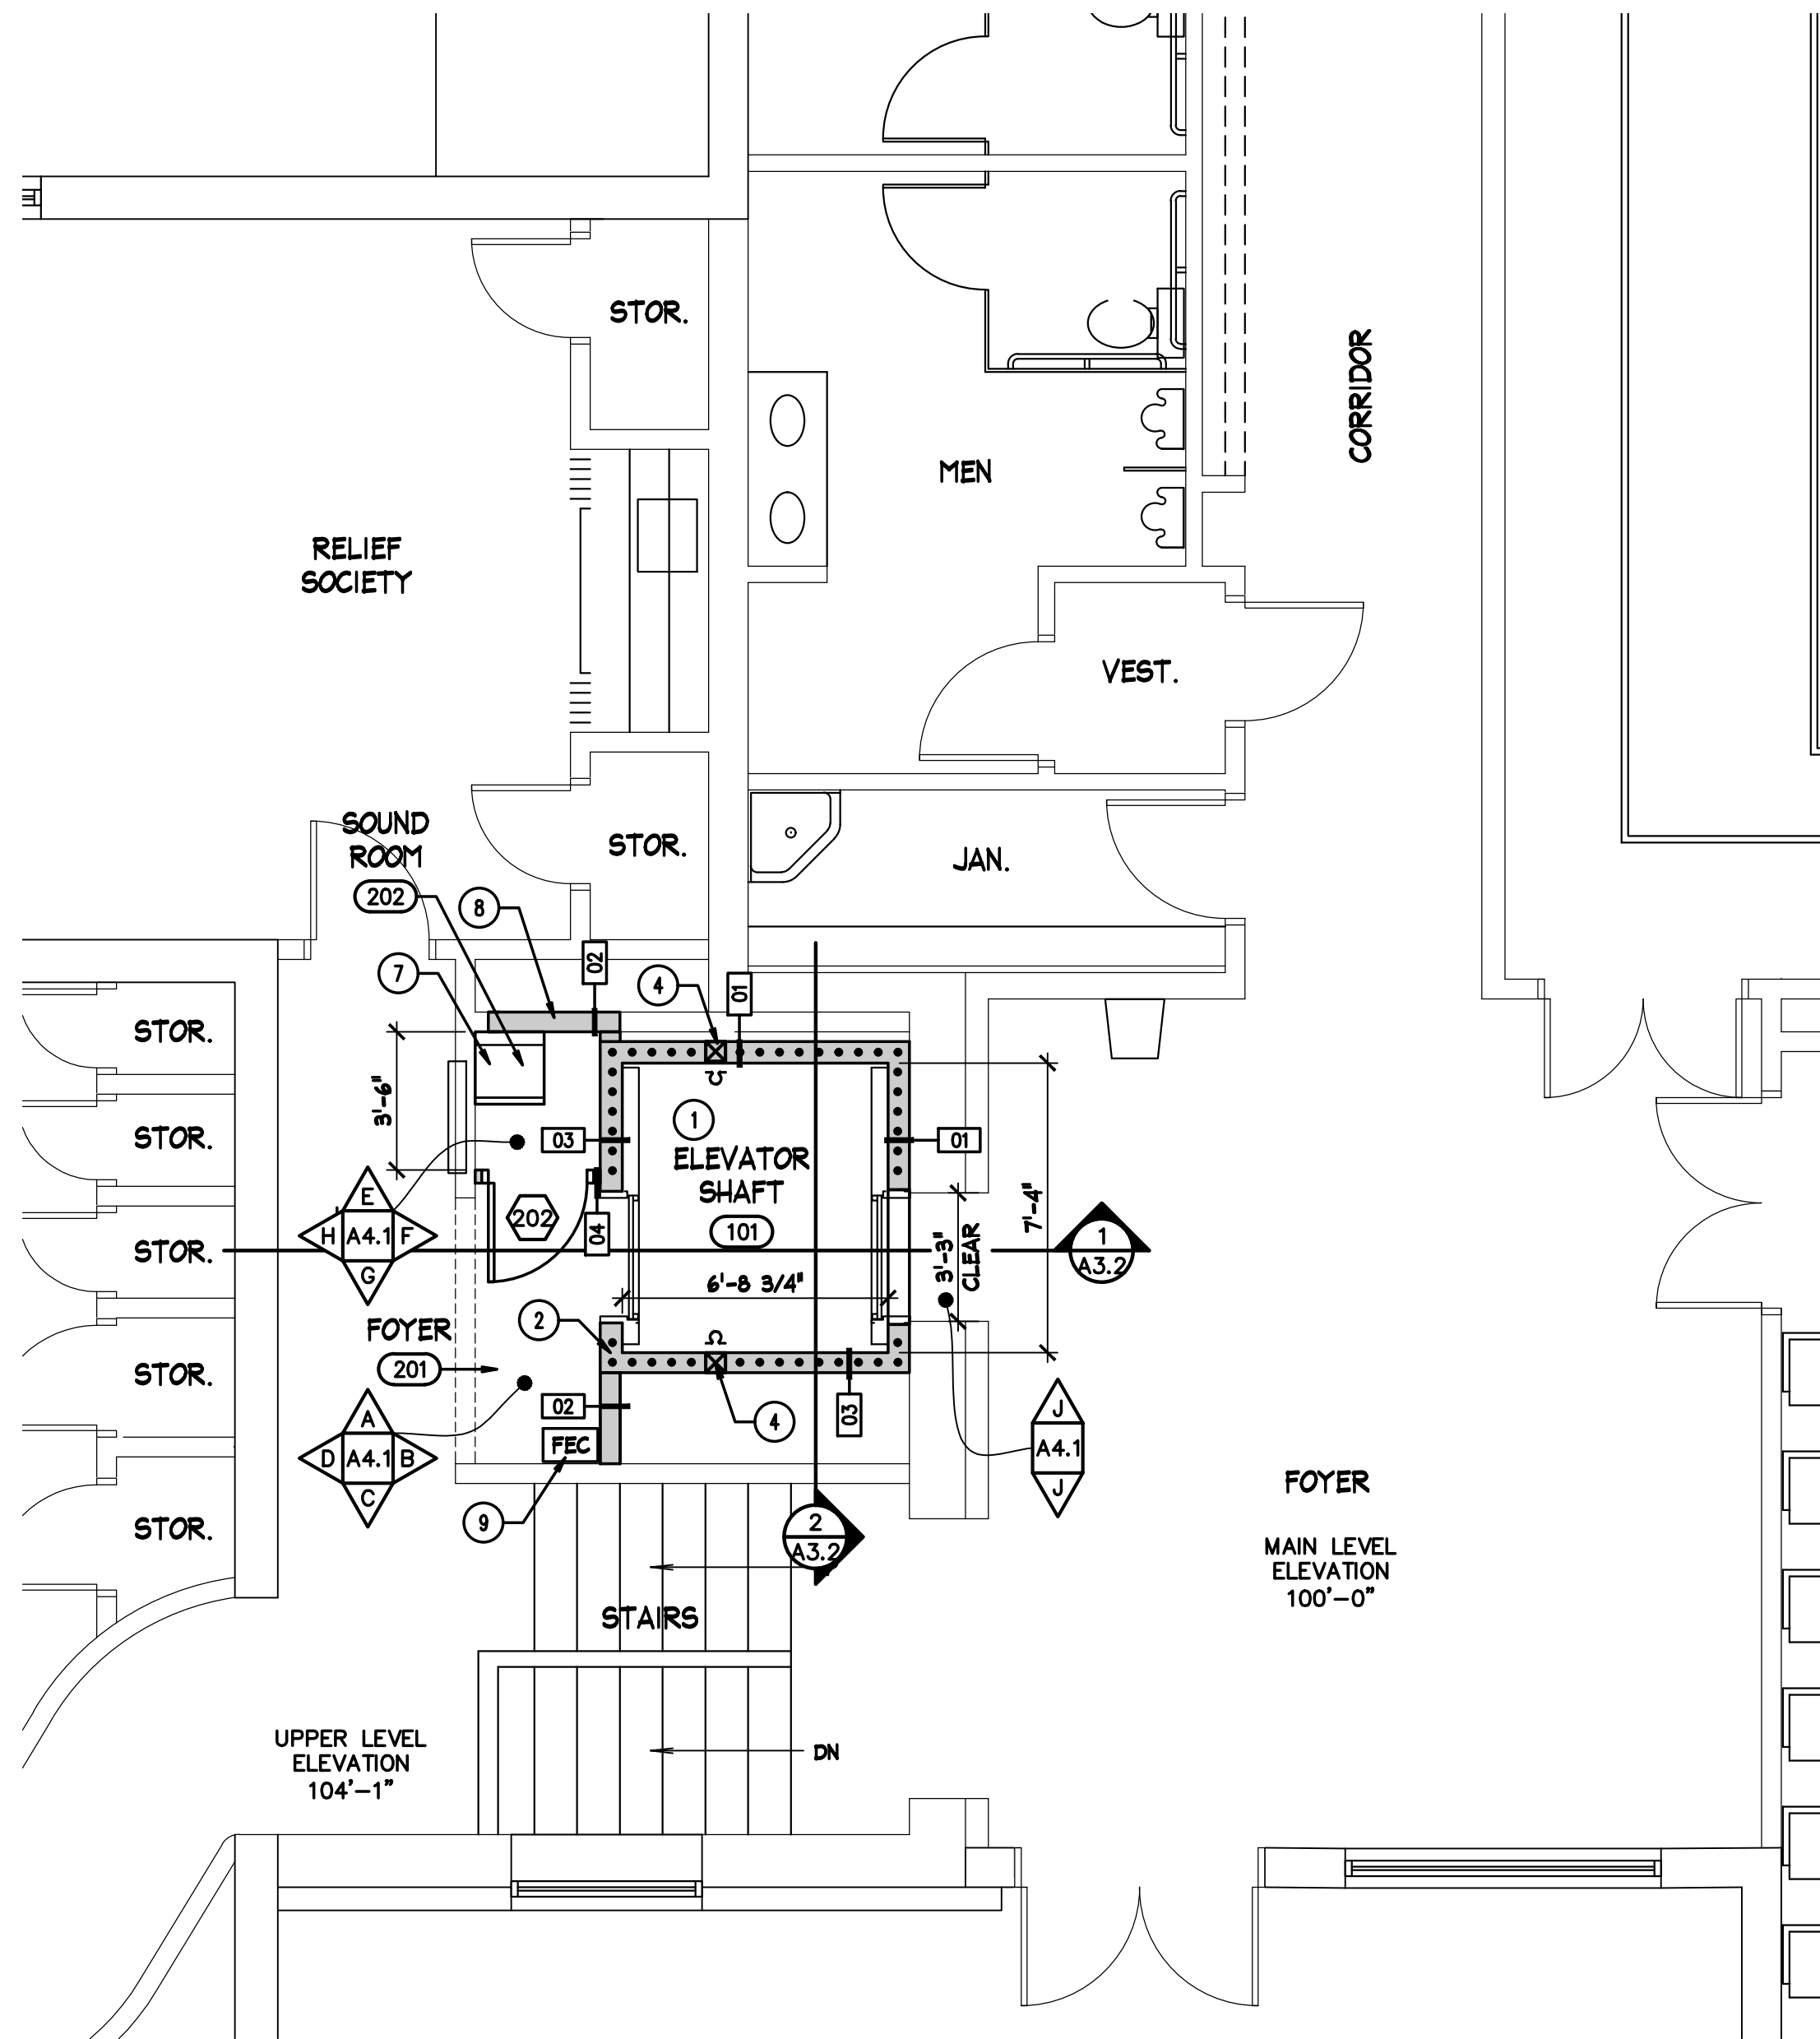 STOR.
CORRIDOR
MEN
RELIEF
SOCIETY
VEST.
SOUND
ROOM
202
8
STOR.
JAN.
7
02
4
01
STOR.
3'-6"
1
03
01
STOR.
ELEVATOR
SHAFT
101
E
H A4.1 F
G
202
04
7'-4"
3'-3"
CLEAR
1
A3.2
STOR.
6'-8 3/4"
2
FOYER
201
STOR.
A
D A4.1 B
C
02
FEC
4
03
J
A4.1
J
9
2
A3.2
FOYER
STOR.
MAIN LEVEL
ELEVATION
100'-0"
STAIRS
UPPER LEVEL
ELEVATION
104'-1"
DN